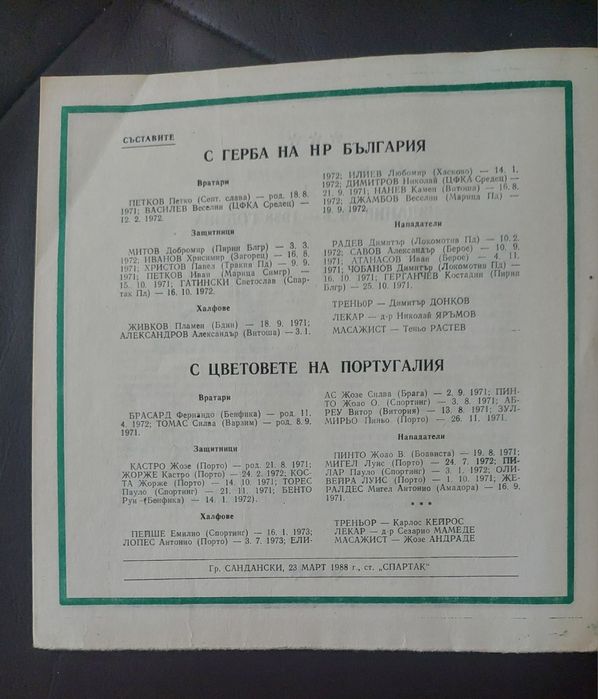 СЪСТАВИТЕ
С ГЕРБА НА НР БЪЛГАРИЯ
Вратари
ПЕТКОВ Петко (Септ. слава) — род. 18. 8.
1971; ВАСИЛЕВ Веселин (ЦФКА Средец) —
12. 2. 1972.
Защитници
МИТОВ Добромир (Пирин Блгр) — 3. 3.
1972; ИВАНОВ Хрисимир (Загорец) — 16. 8.
1971; ХРИСТОВ Павел (Тракия Пд) — 9. 9.
1971; ПЕТКОВ Иван (Марица Симгр) —
15. 10. 1971; ГАТИНСКИ Светослав (Спар-
так Пл) — 16. 10. 1972.
Халфове
ЖИВКОВ Пламен (Бдин) — 18. 9. 1971;
АЛЕКСАНДРОВ Александър (Витоша) — 3. 1.
1972; ИЛИЕВ Любомир (Хасково) — 14. 1.
1972; ДИМИТРОВ Николай (ЦФКА Средец) —
16. 10. 1971; НАНЕВ Камен (Витоша) — 16. 8.
1972; ДЖАМБОВ Веселин (Марица Пд) —
19. 9. 1972.
Нападатели
РАДЕВ Димитър (Локомотив Пд) — 10. 2.
1972; САВОВ Александър (Берое) — 10. 9.
1971; АТАНАСОВ Иван (Берое) — 4. 11.
1971; ЧОБАНОВ Димитър (Локомотив Пд) —
16. 10. 1971; ГЕРГАНЧЕВ Костадин (Пирин
Блгр) — 25. 10. 1971.
ТРЕНЬОР — Димитър ДОНКОВ
ЛЕКАР — д-р Николай ЯРЪМОВ
МАСАЖИСТ — Теньо РАСТЕВ
С ЦВЕТОВЕТЕ НА ПОРТУГАЛИЯ
Вратари
БРАСАРД Фернандо (Бенфика) — род. 11.
4. 1972; ТОМАС Силва (Варзим) — род. 8. 9.
1971.
Защитници
КАСТРО Жозе (Порто) — род. 21. 8. 1971;
ЖОРЖЕ Кастро (Порто) — 24. 2. 1972; КОС-
ТА Жорже (Порто) — 14. 10. 1971; ТОРЕС
Пауло (Спортинг) — 21. 11. 1971; БЕНТО
Руи (Бенфика) — 14. 1. 1972).
Халфове
ПЕЙШЕ Емилио (Спортинг) — 16. 1. 1973;
ЛОПЕС Антонио (Порто) — 3. 7. 1973; ЕЛИ-
АС Жозе Силва (Брага) — 2. 9. 1971; ПИН-
ТО Жоао О. (Спортинг) — 3. 8. 1971; АБ-
РЕУ Витор (Витория) — 13. 8. 1971; ЗУЛ-
МИРЬО Пиньо (Порто) — 26. 11. 1971.
Нападатели
ПИНТО Жоао В. (Боависта) — 19. 8. 1971;
МИГЕЛ Луис (Порто) — 24. 7. 1972; ПИ-
ЛАР Пауло (Спортинг) — 3. 1. 1972; ОЛИ-
ВЕЙРА ЛУИС (Порто) — 1. 10. 1971; ЖЕ-
РАЛДЕС Мигел Антонио (Амадора) — 16. 9.
1971.
* * *
ТРЕНЬОР — Карлос КЕЙРОС
ЛЕКАР — д-р Сезарио МАМЕДЕ
МАСАЖИСТ — Жозе АНДРАДЕ
Гр. САНДАНСКИ, 23 МАРТ 1988 г., ст. „СПАРТАК“